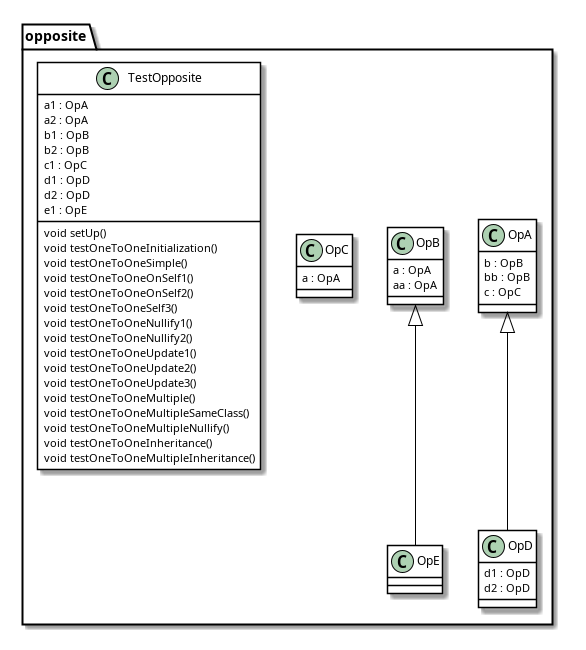 opposite
C TestOpposite
a1 : OpA
a2 : OpA
b1 : OpB
b2 : OpB
c1 : OpC
d1 : OpD
d2 : OpD
e1 : OpE
void setUp()
void testOneToOneInitialization()
void testOneToOneSimple()
void testOneToOneOnSelf1()
void testOneToOneOnSelf2()
void testOneToOneSelf3()
void testOneToOneNullify1()
void testOneToOneNullify2()
void testOneToOneUpdate1()
void testOneToOneUpdate2()
void testOneToOneUpdate3()
void testOneToOneMultiple()
void testOneToOneMultipleSameClass()
void testOneToOneMultipleNullify()
void testOneToOneInheritance()
void testOneToOneMultipleInheritance()
C OpC
a : OpA
C OpB
a : OpA
aa : OpA
C OpA
b : OpB
bb : OpB
c : OpC
C OpE
C OpD
d1 : OpD
d2 : OpD